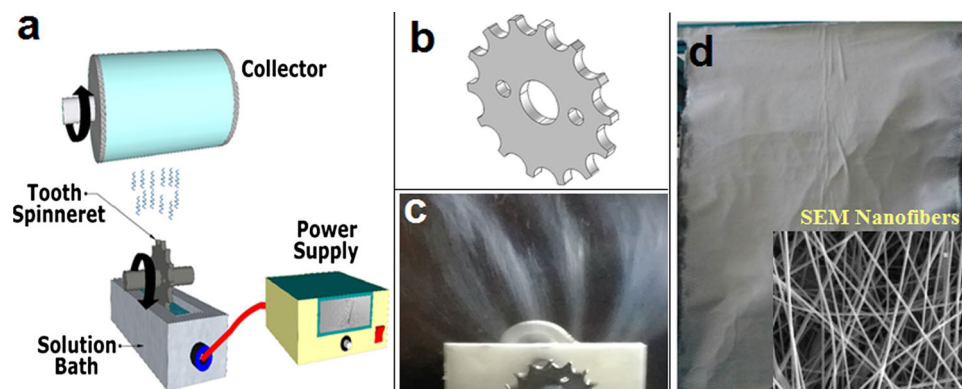 a
Collector
Tooth
Spinneret
Power
Supply
Solution
Bath
b
c
d
SEM Nanofibers